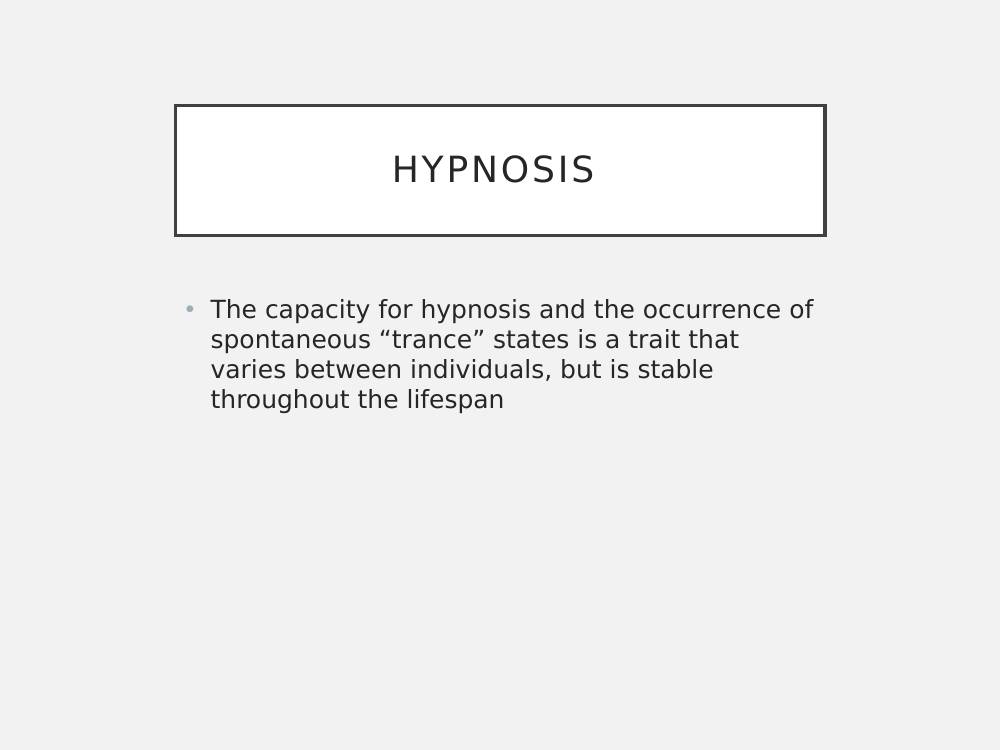 HYPNOSIS
• The capacity for hypnosis and the occurrence of
spontaneous “trance” states is a trait that
varies between individuals, but is stable
throughout the lifespan